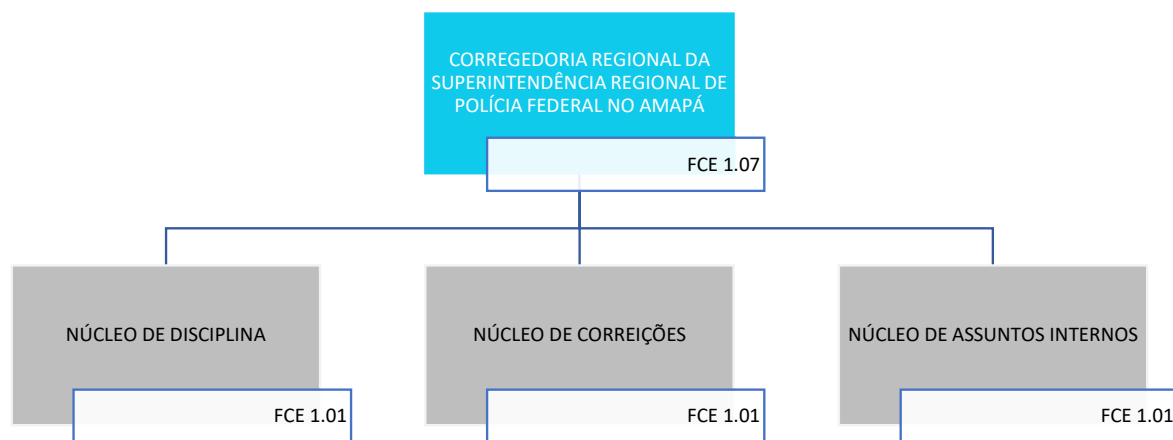 CORREGEDORIA REGIONAL DA
SUPERINTENDÊNCIA REGIONAL DE
POLÍCIA FEDERAL NO AMAPÁ
FCE 1.07
NÚCLEO DE DISCIPLINA
FCE 1.01
NÚCLEO DE CORREIÇÕES
FCE 1.01
NÚCLEO DE ASSUNTOS INTERNOS
FCE 1.01